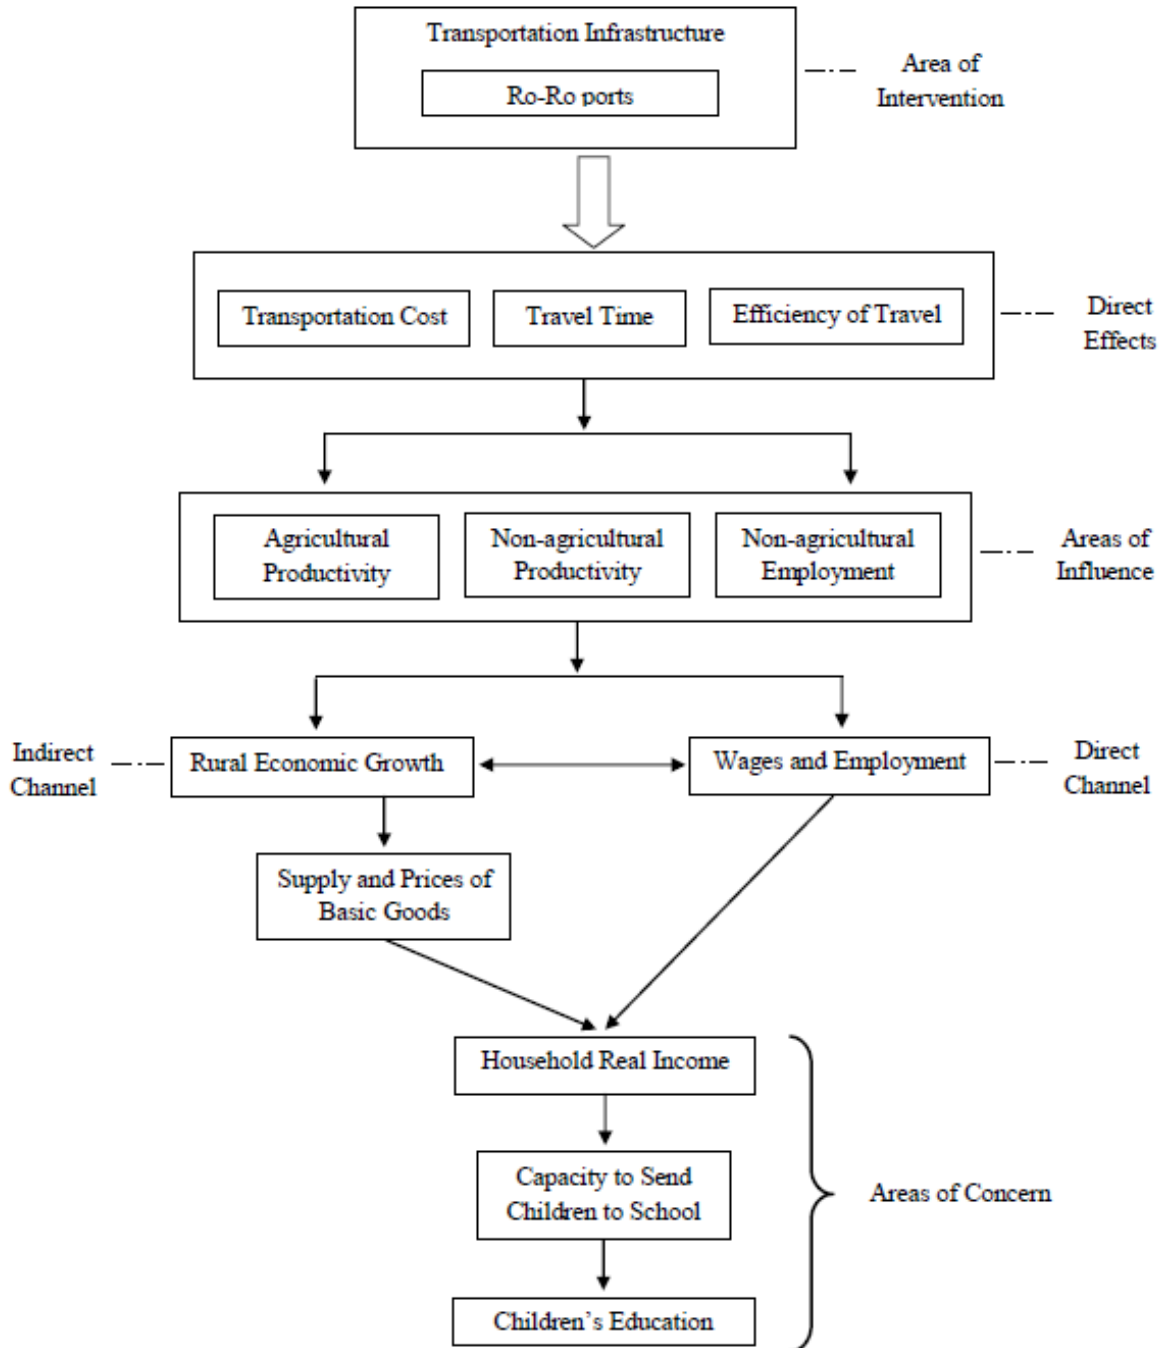 Transportation Infrastructure
Ro-Ro ports
Area of
Intervention
Transportation Cost
Travel Time
Efficiency of Travel
Direct
Effects
Agricultural
Productivity
Non-agricultural
Productivity
Non-agricultural
Employment
Areas of
Influence
Indirect
Channel
Rural Economic Growth
Wages and Employment
Direct
Channel
Supply and Prices of
Basic Goods
Household Real Income
Capacity to Send
Children to School
Areas of Concern
Children's Education